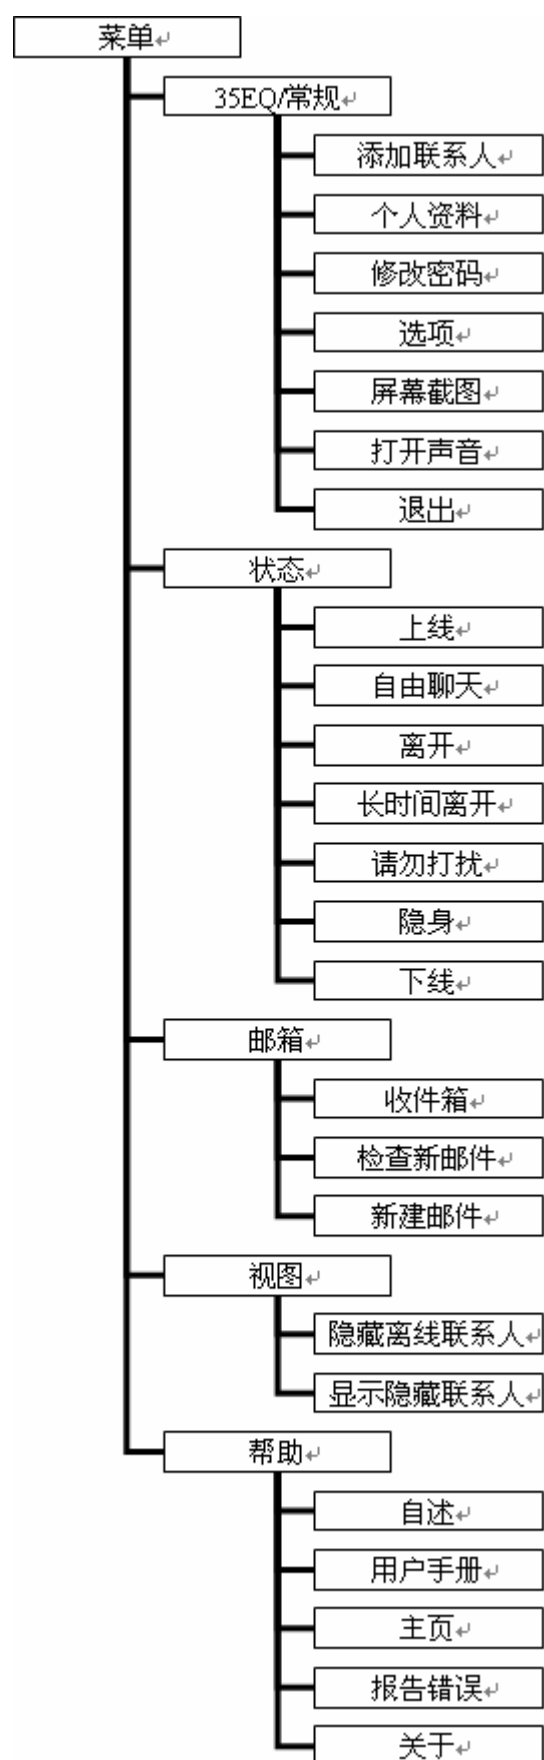 菜单
35EQ/常规
添加联系人
个人资料
修改密码
选项
屏幕截图
打开声音
退出
状态
上线
自由聊天
离开
长时间离开
请勿打扰
隐身
下线
邮箱
收件箱
检查新邮件
新建邮件
视图
隐藏离线联系人
显示隐藏联系人
帮助
自述
用户手册
主页
报告错误
关于